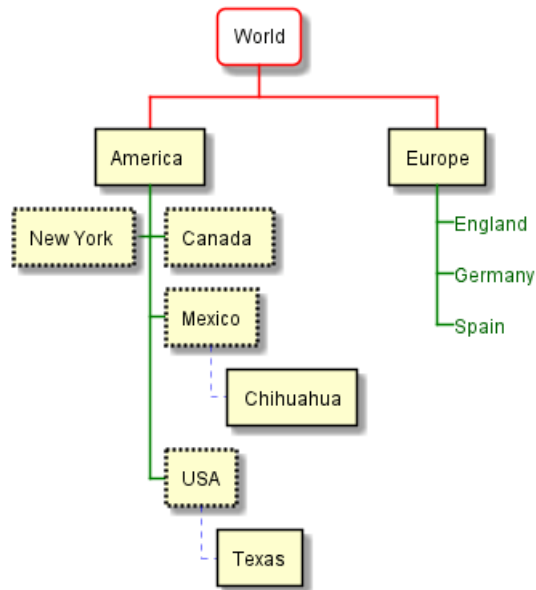 World
America
Europe
New York
Canada
England
Germany
Mexico
Spain
Chihuahua
USA
Texas